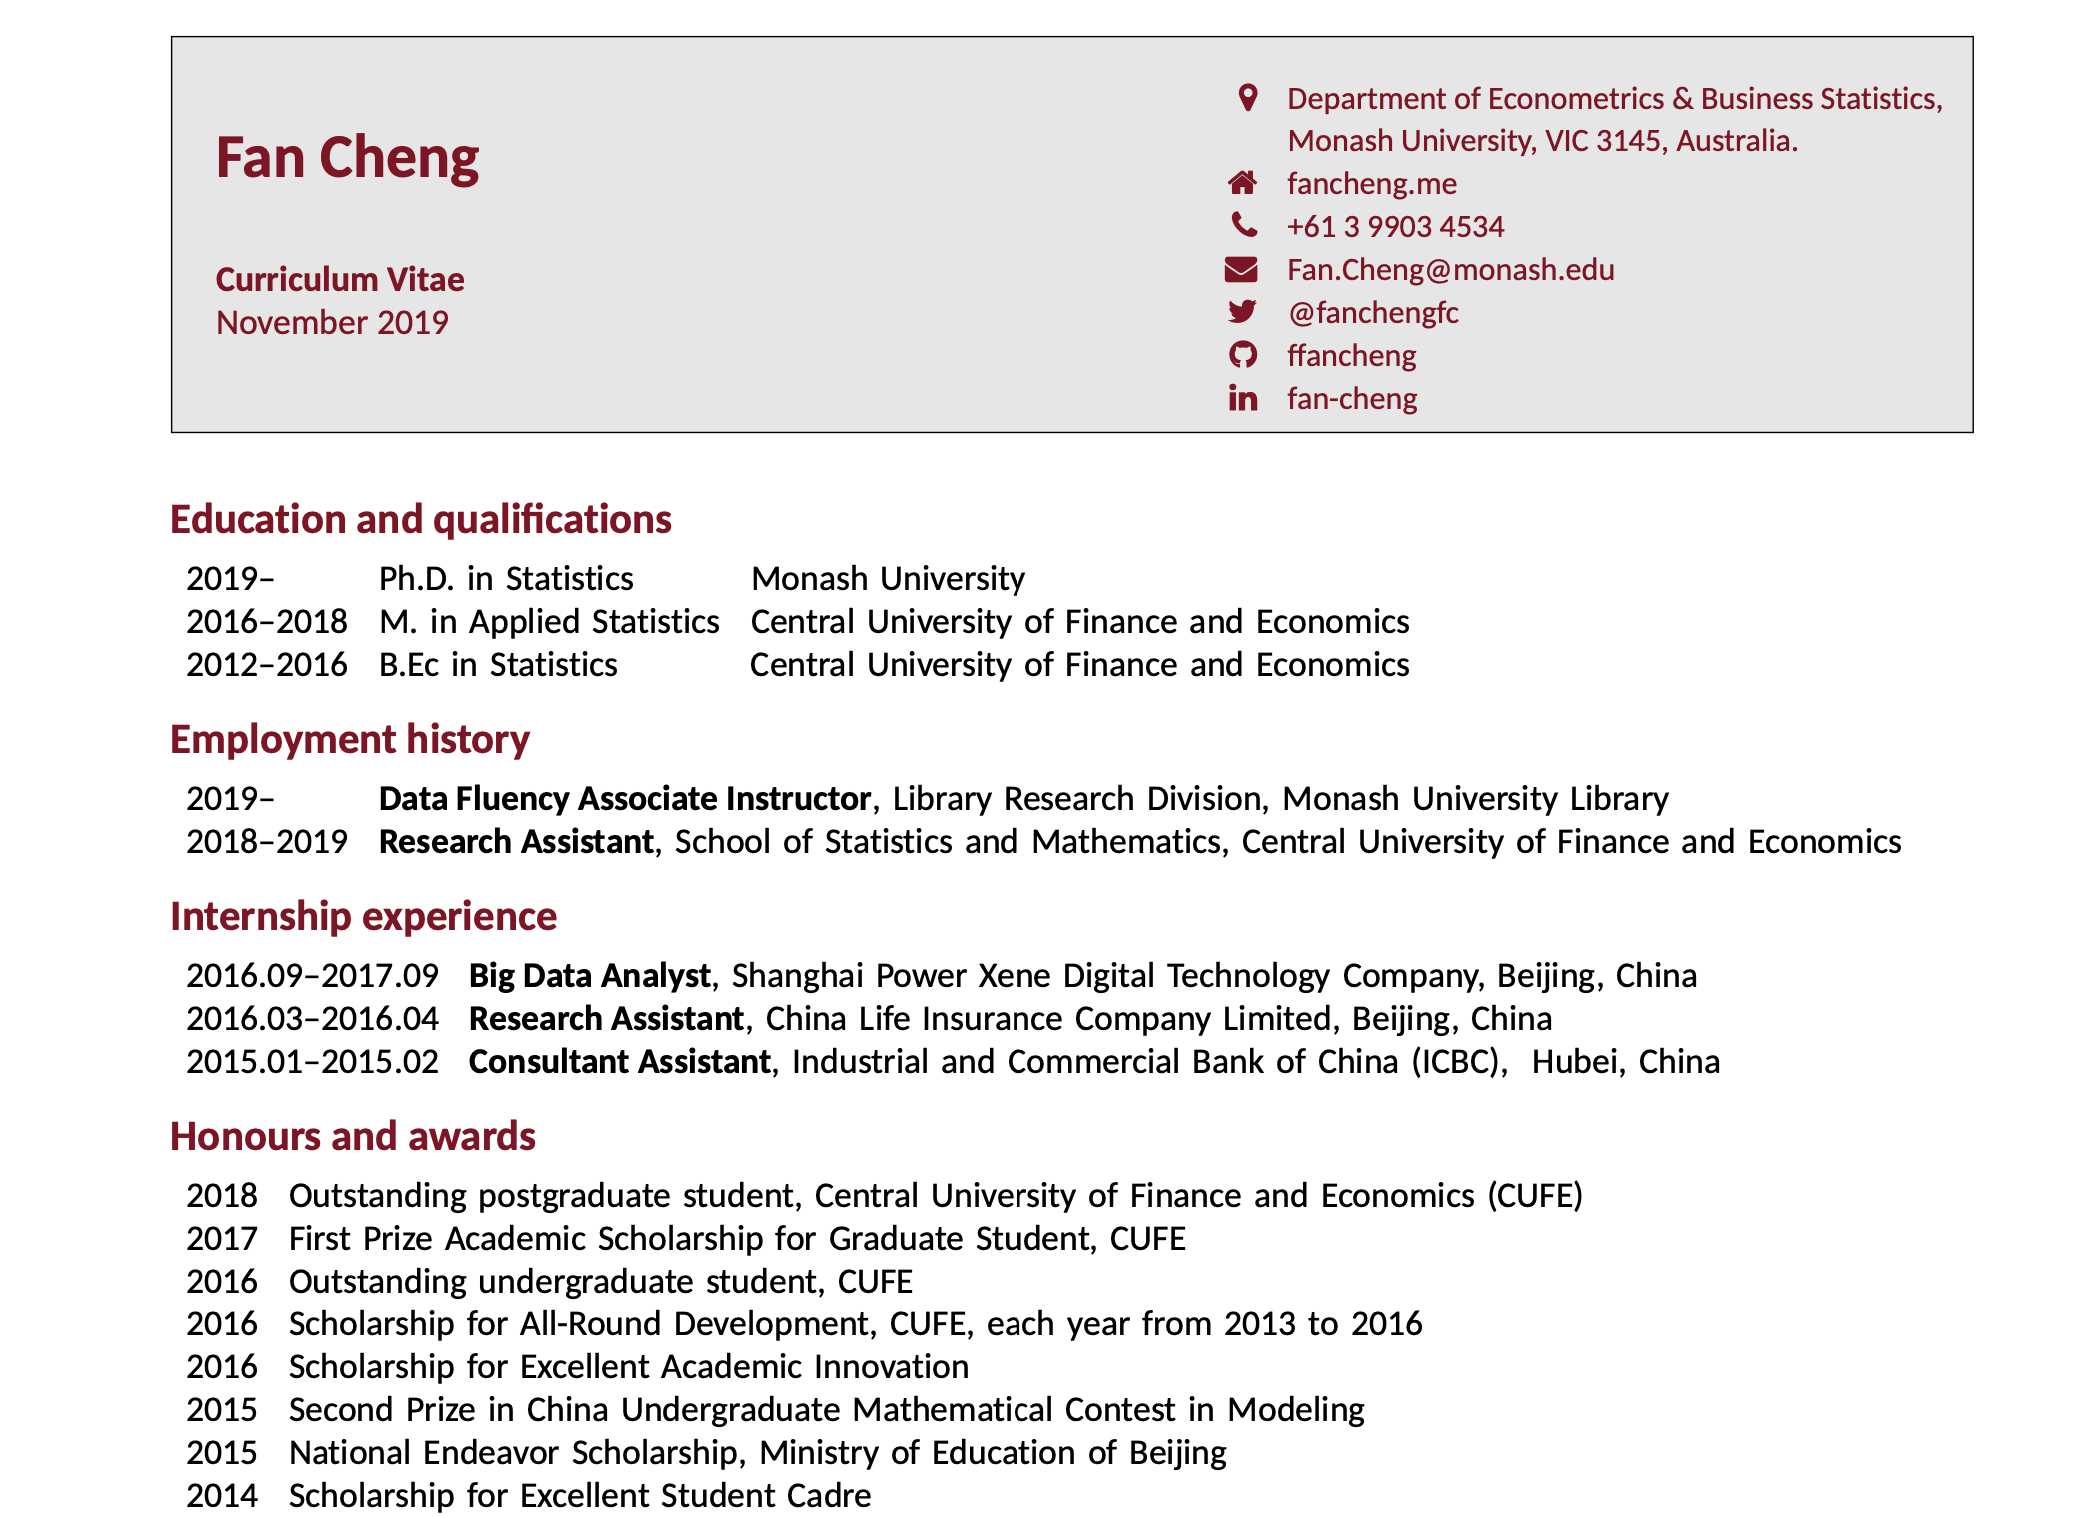 Fan Cheng
Curriculum Vitae
November 2019
Department of Econometrics & Business Statistics,
Monash University, VIC 3145, Australia.
fancheng.me
+61 3 9903 4534
Fan.Cheng@monash.edu
@fanchengfc
ffancheng
fan-cheng
Education and qualifications
2019– Ph.D. in Statistics Monash University
2016–2018 M. in Applied Statistics Central University of Finance and Economics
2012–2016 B.Ec in Statistics Central University of Finance and Economics
Employment history
2019– Data Fluency Associate Instructor, Library Research Division, Monash University Library
2018–2019 Research Assistant, School of Statistics and Mathematics, Central University of Finance and Economics
Internship experience
2016.09–2017.09 Big Data Analyst, Shanghai Power Xene Digital Technology Company, Beijing, China
2016.03–2016.04 Research Assistant, China Life Insurance Company Limited, Beijing, China
2015.01–2015.02 Consultant Assistant, Industrial and Commercial Bank of China (ICBC), Hubei, China
Honours and awards
2018 Outstanding postgraduate student, Central University of Finance and Economics (CUFE)
2017 First Prize Academic Scholarship for Graduate Student, CUFE
2016 Outstanding undergraduate student, CUFE
2016 Scholarship for All-Round Development, CUFE, each year from 2013 to 2016
2016 Scholarship for Excellent Academic Innovation
2015 Second Prize in China Undergraduate Mathematical Contest in Modeling
2015 National Endeavor Scholarship, Ministry of Education of Beijing
2014 Scholarship for Excellent Student Cadre